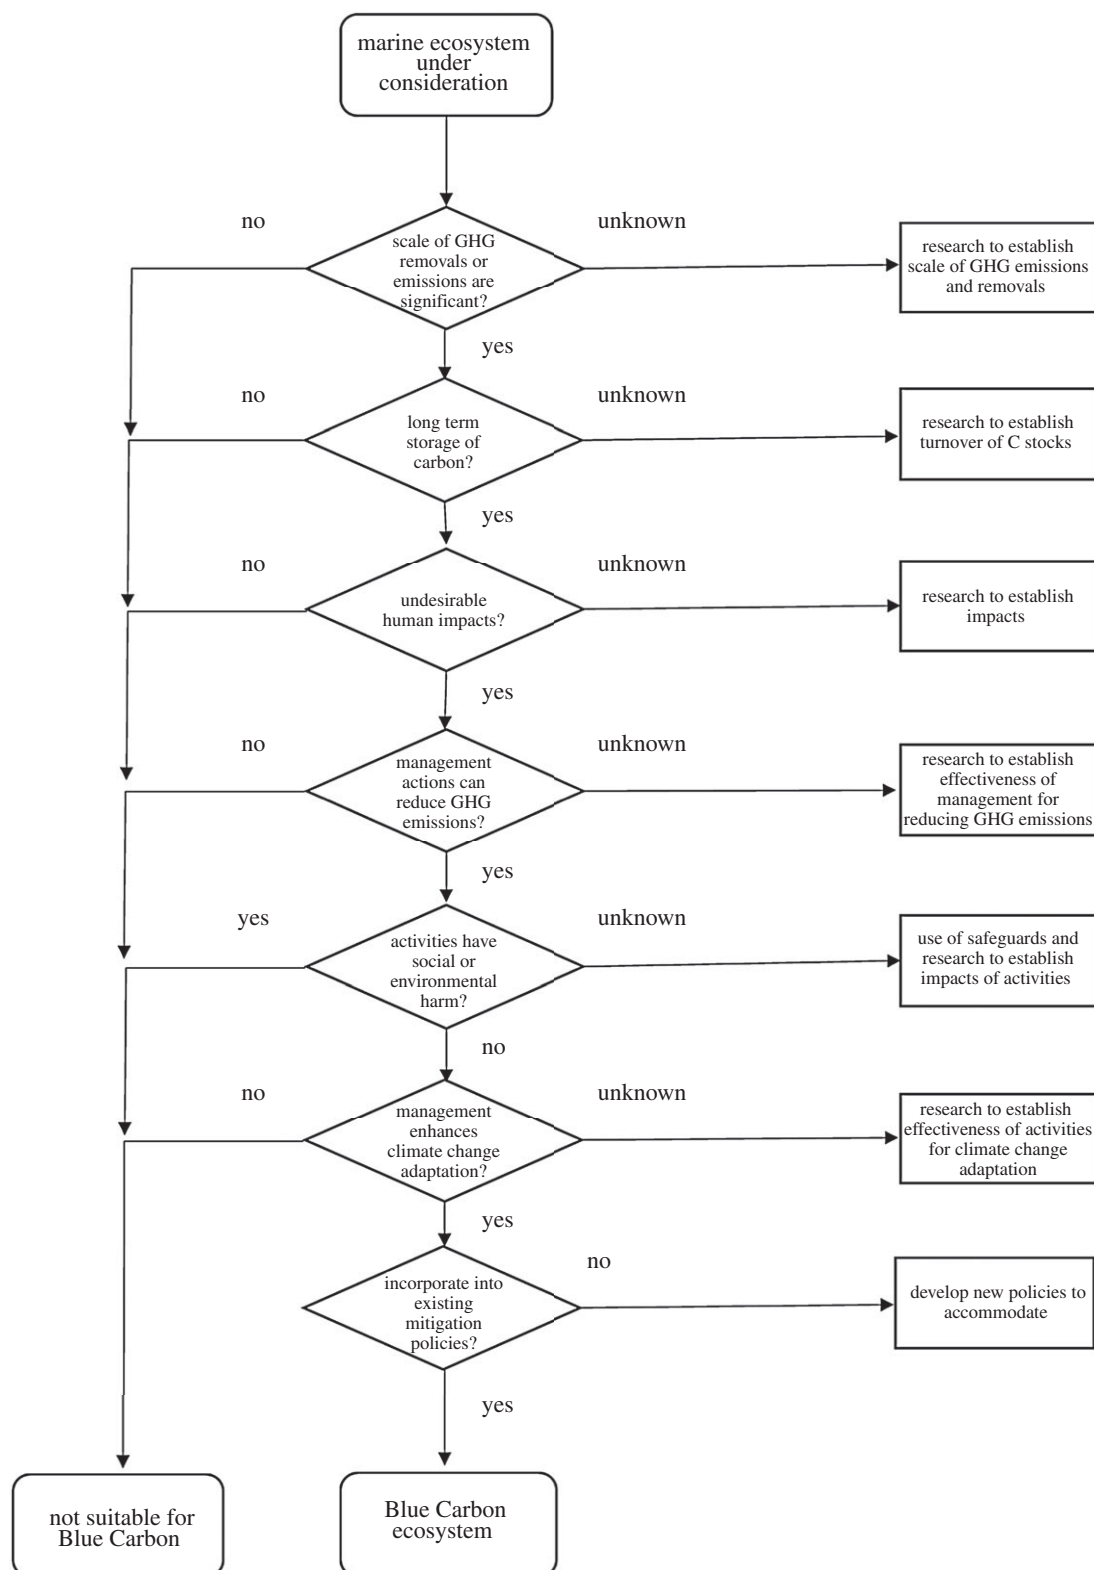 marine ecosystem
under
consideration
no
unknown
scale of GHG
removals or
emissions are
significant?
research to establish
scale of GHG emissions
and removals
yes
no
unknown
long term
storage of
carbon?
research to establish
turnover of C stocks
yes
no
unknown
undesirable
human impacts?
research to establish
impacts
yes
no
unknown
management
actions can
reduce GHG
emissions?
research to establish
effectiveness of
management for
reducing GHG emissions
yes
yes
unknown
activities have
social or
environmental
harm?
use of safeguards and
research to establish
impacts of activities
no
no
unknown
management
enhances
climate change
adaptation?
research to establish
effectiveness of activities
for climate change
adaptation
yes
no
incorporate into
existing
mitigation
policies?
develop new policies to
accommodate
yes
not suitable for
Blue Carbon
Blue Carbon
ecosystem